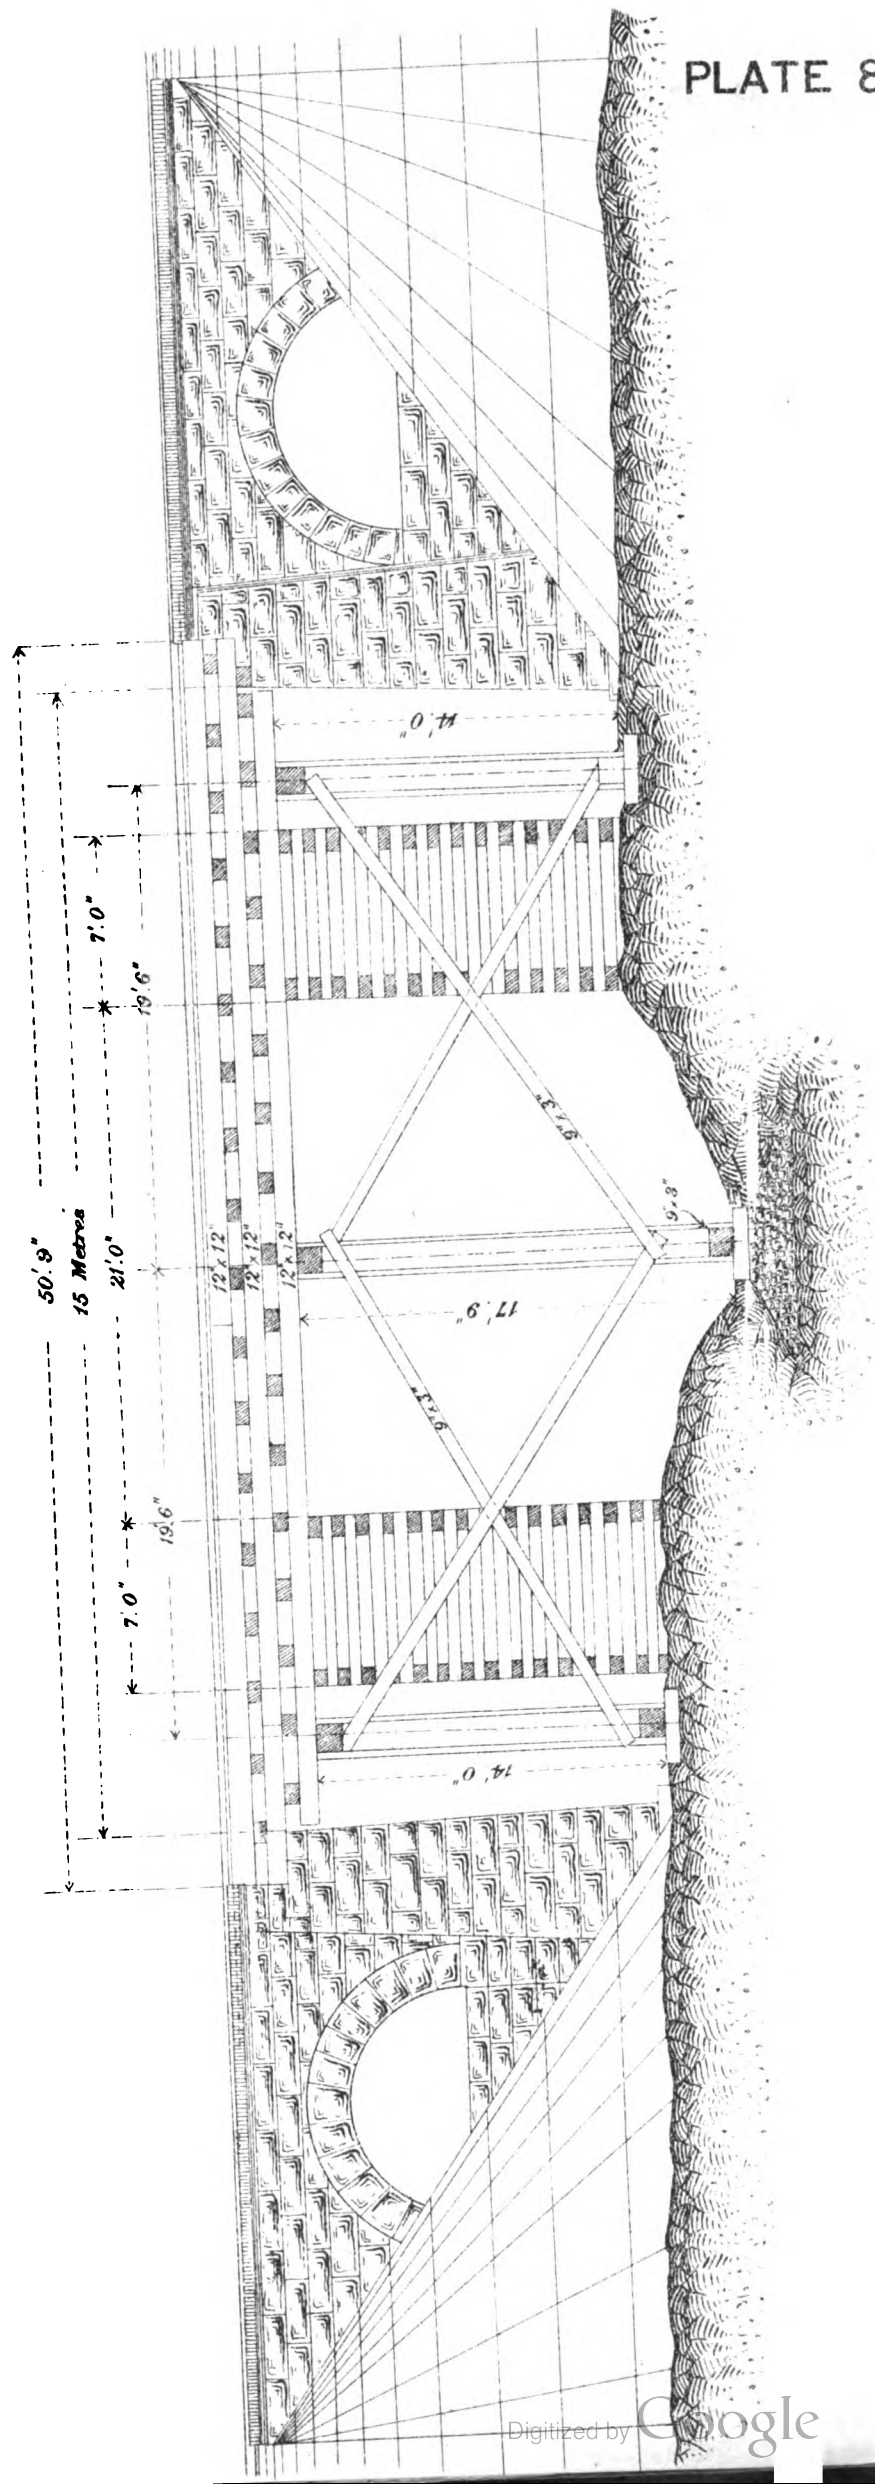 PLATE 8
50'. 9"
15 Metres
7'. 0"
21'. 0"
7'. 0"
19'. 6"
19'. 6"
12" x 12"
12" x 12"
12" x 12"
14'. 0"
9" x 3"
9 x 3"
17'. 9"
9" x 3"
14'. 0"
Digitized by Google